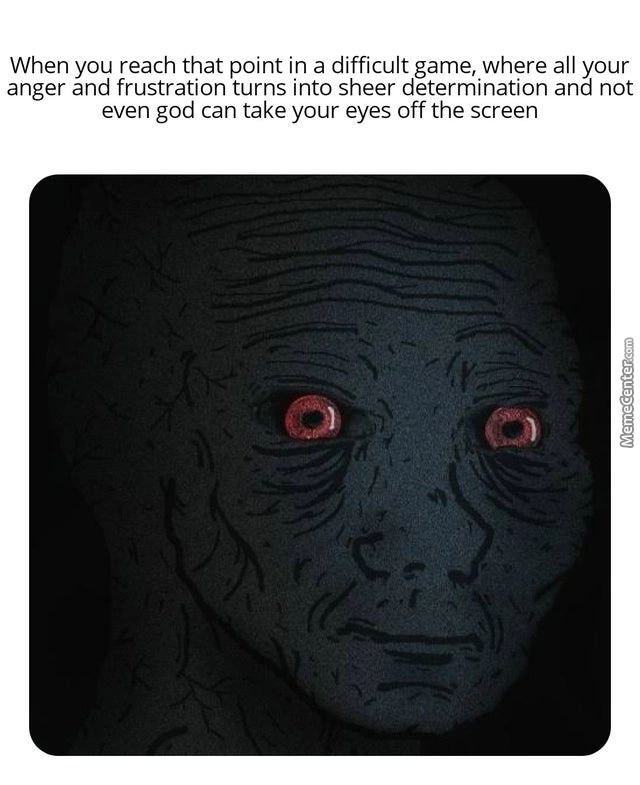 When you reach that point in a difficult game, where all your
anger and frustration turns into sheer determination and not
even god can take your eyes off the screen
MemeCenter.com